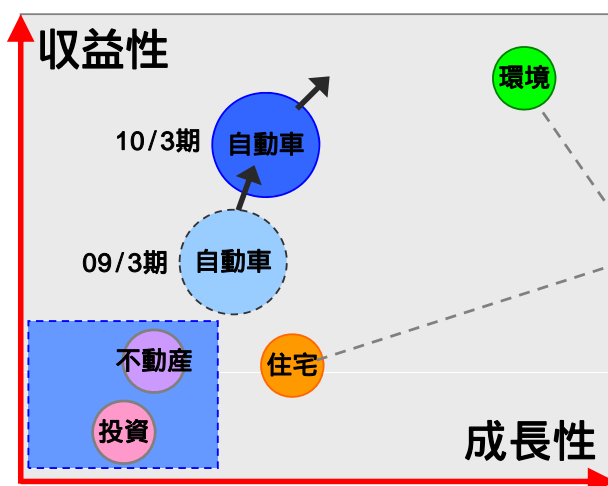 収益性
環境
10/3期
自動車
09/3期
自動車
不動産
住宅
投資
成長性